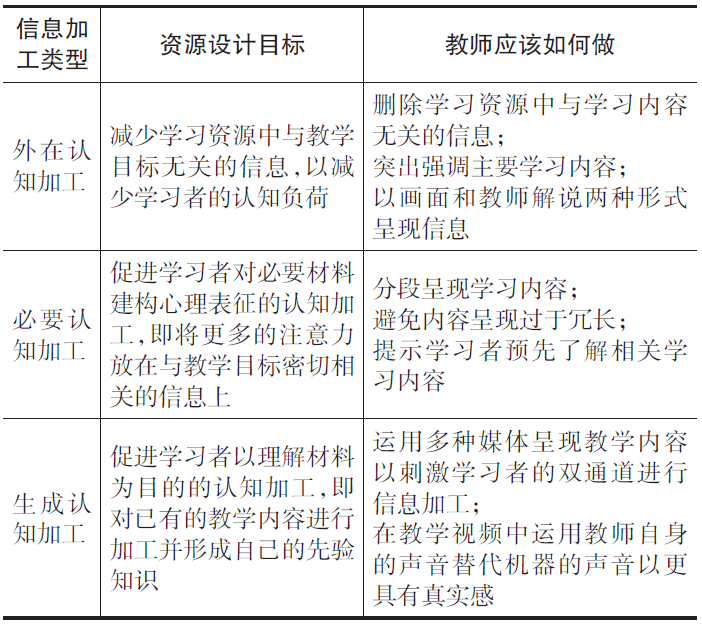 信息加
工类型
资源设计目标
教师应该如何做
外在认
知加工
减少学习资源中与教学
目标无关的信息,以减
少学习者的认知负荷
删除学习资源中与学习内容
无关的信息;
突出强调主要学习内容;
以画面和教师解说两种形式
呈现信息
必要认
知加工
促进学习者对必要材料
建构心理表征的认知加
工,即将更多的注意力
放在与教学目标密切相
关的信息上
分段呈现学习内容;
避免内容呈现过于冗长;
提示学习者预先了解相关学
习内容
生成认
知加工
促进学习者以理解材料
为目的的认知加工,即
对已有的教学内容进行
加工并形成自己的先验
知识
运用多种媒体呈现教学内容
以刺激学习者的双通道进行
信息加工;
在教学视频中运用教师自身
的声音替代机器的声音以更
具有真实感